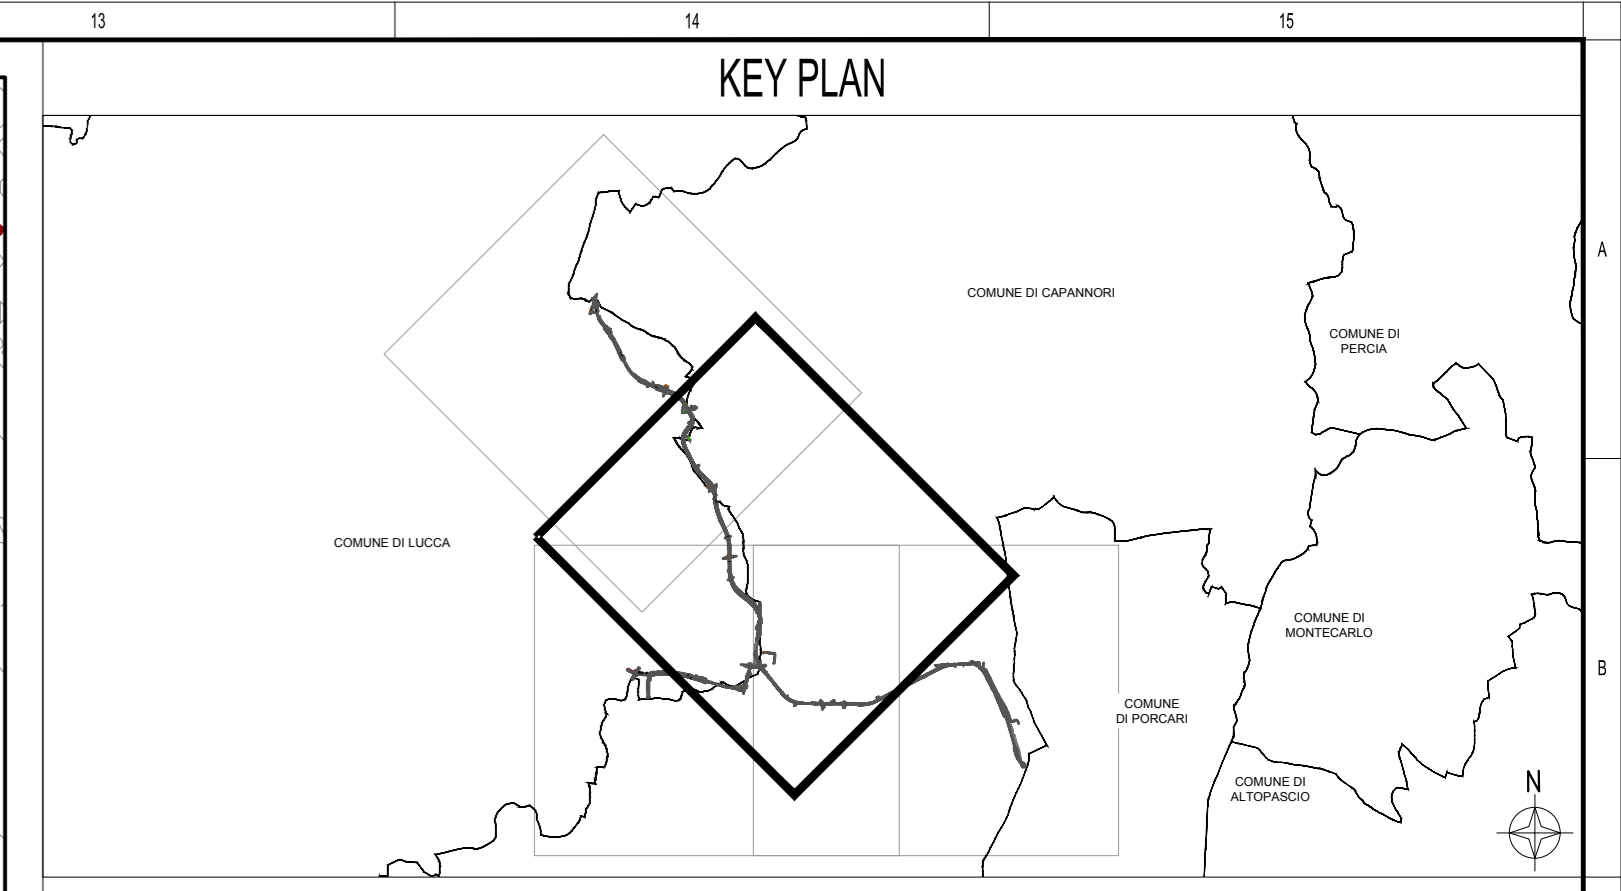 13
14
15
KEY PLAN
A
COMUNE DI CAPANNORI
COMUNE DI
PERCIA
COMUNE DI LUCCA
COMUNE DI
MONTECARLO
B
COMUNE
DI PORCARI
COMUNE DI
ALTOPASCIO
N